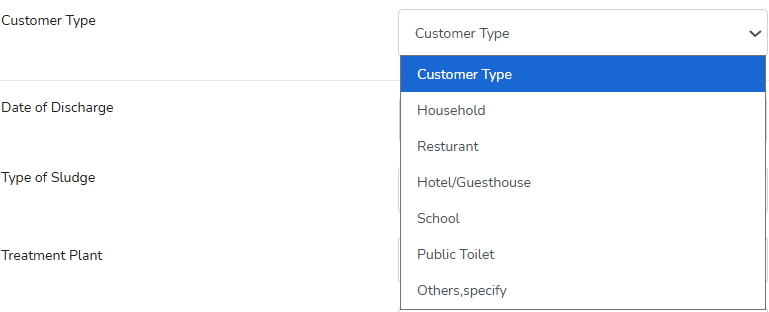 Customer Type
Customer Type
Customer Type
Household
Date of Discharge
Resturant
Type of Sludge
Hotel/Guesthouse
School
Treatment Plant
Public Toilet
Others,specify